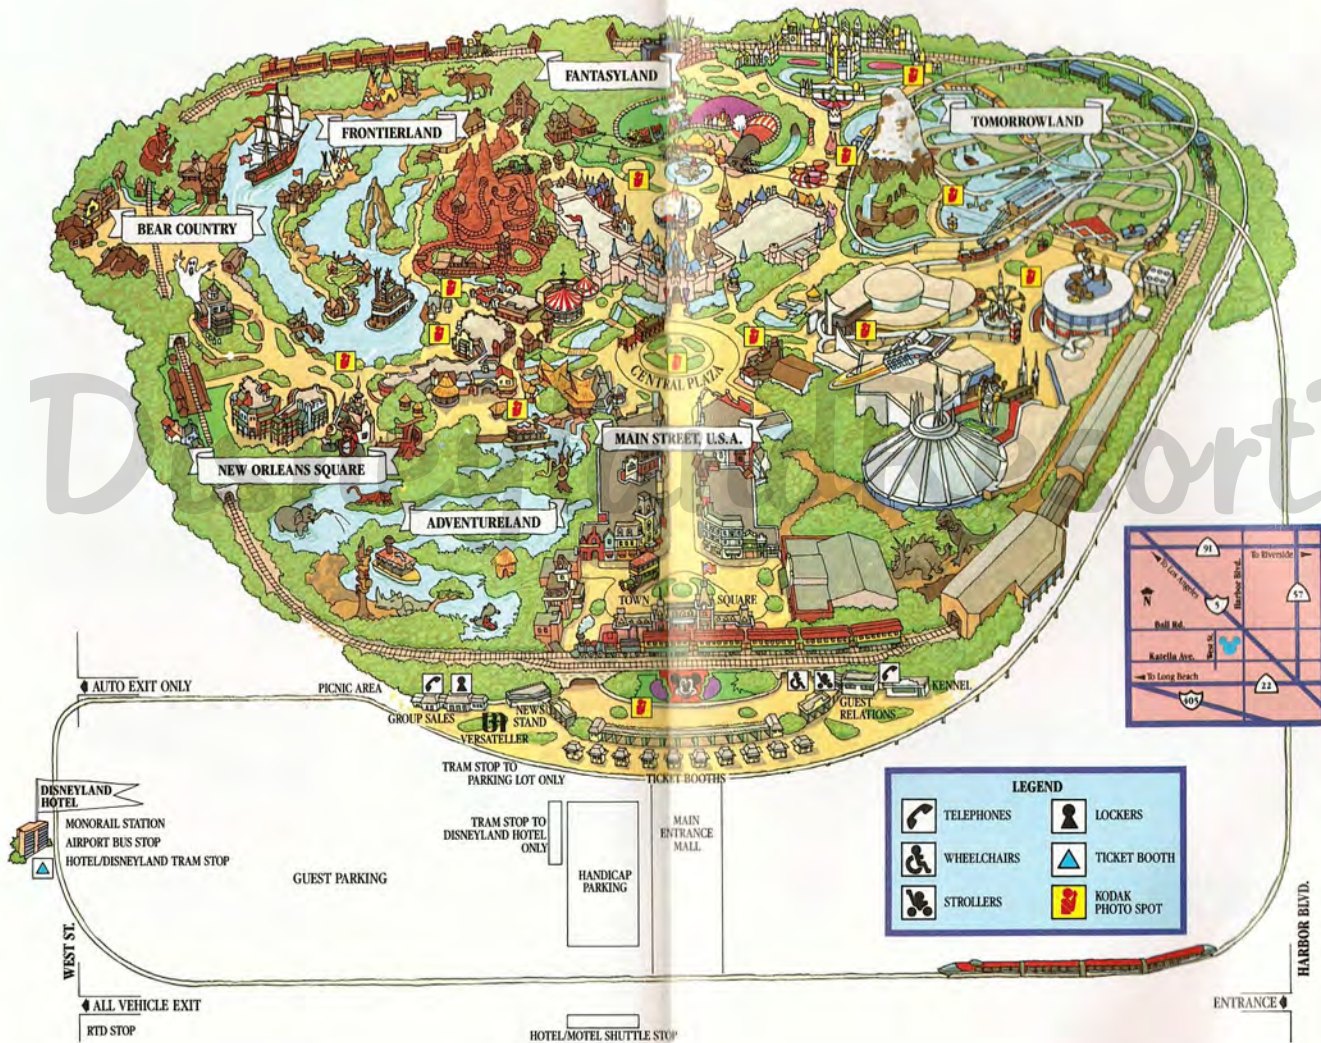 FANTASYLAND
FRONTIERLAND
TOMORROWLAND
BEAR COUNTRY
CENTRAL PLAZA
MAIN STREET, U.S.A.
NEW ORLEANS SQUARE
ADVENTURELAND
TOWN SQUARE
AUTO EXIT ONLY
PICNIC AREA
GROUP SALES
NEWS
STAND
VERSATELLER
GUEST
RELATIONS
KENNEL
TRAM STOP TO
PARKING LOT ONLY
TICKET BOOTHS
DISNEYLAND
HOTEL
MONORAIL STATION
AIRPORT BUS STOP
HOTEL/DISNEYLAND TRAM STOP
TRAM STOP TO
DISNEYLAND HOTEL
ONLY
MAIN
ENTRANCE
MALL
GUEST PARKING
HANDICAP
PARKING
WEST ST.
ALL VEHICLE EXIT
RTD STOP
HOTEL/MOTEL SHUTTLE STOP
HARBOR BLVD.
ENTRANCE
LEGEND
TELEPHONES
LOCKERS
WHEELCHAIRS
TICKET BOOTH
STROLLERS
KODAK
PHOTO SPOT
91
To Riverside
To Los Angeles
Harbor Blvd.
5
57
N
Ball Rd.
West St.
Katella Ave.
To Long Beach
22
405